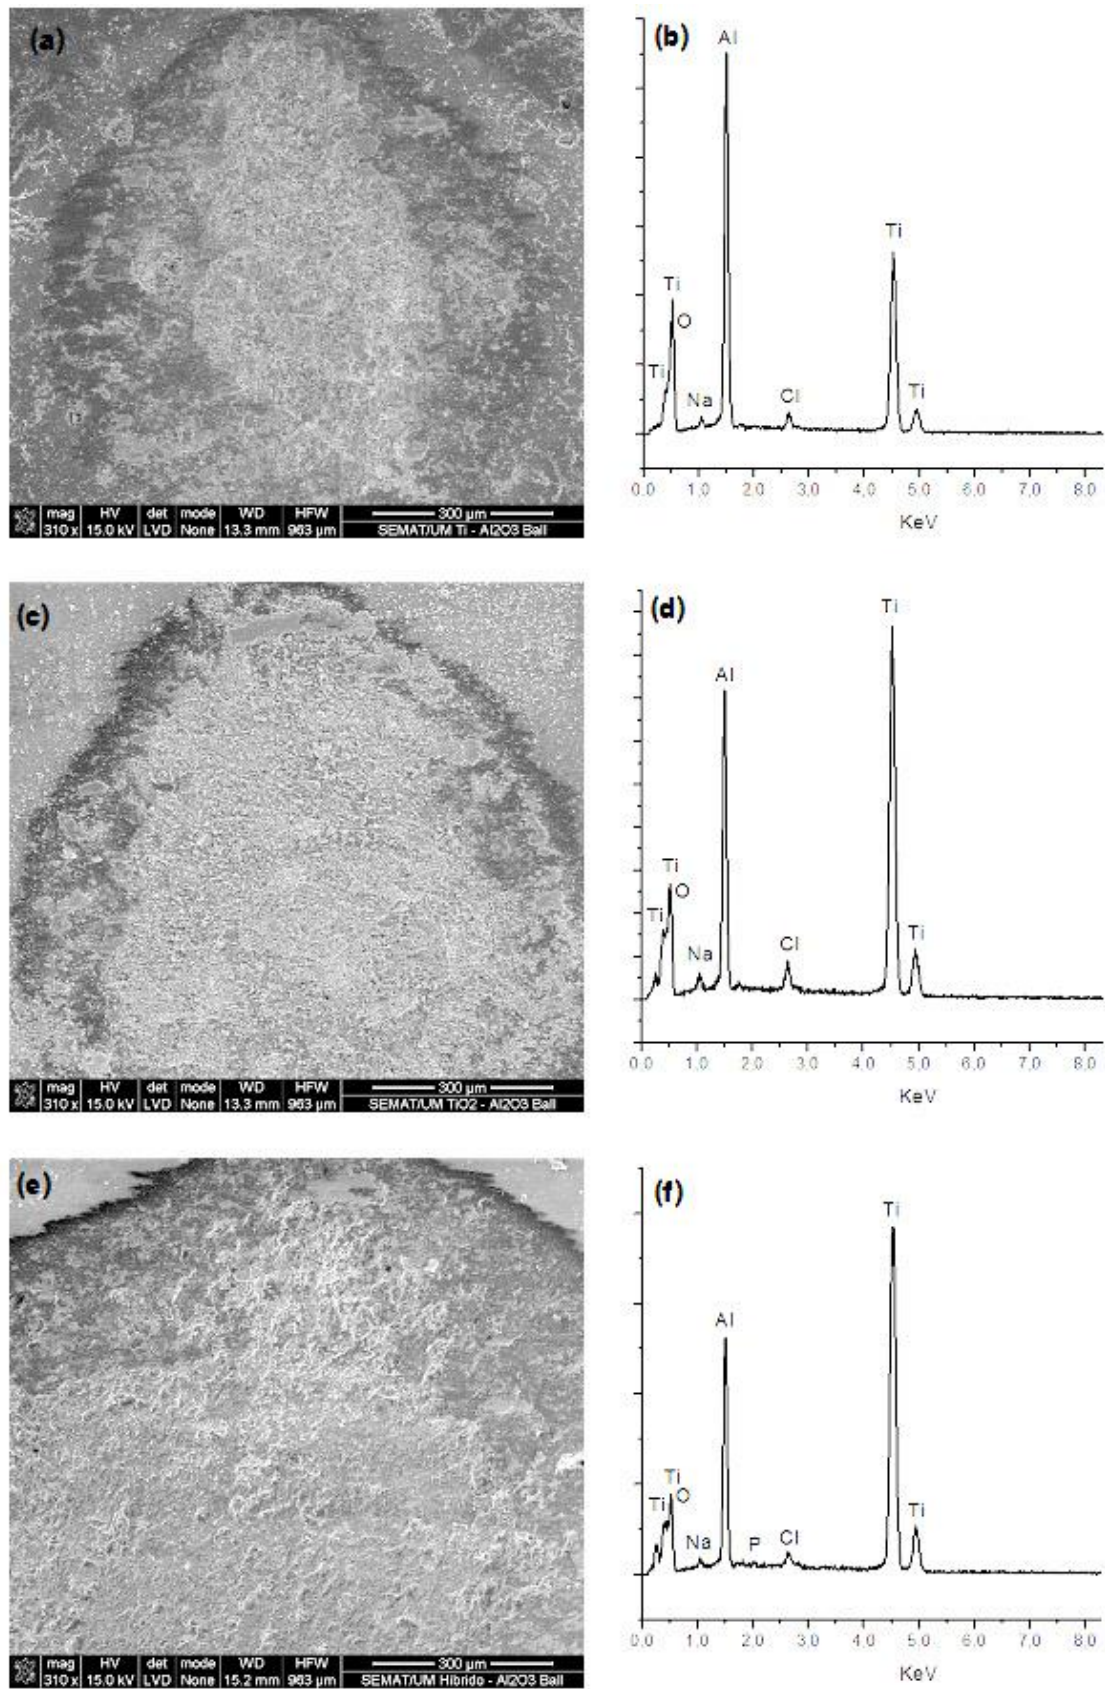 (a)
mag HV det mode WD HFW 300 µm
310 x 15.0 kV LVD None 13.3 mm 963 µm SEMAT/UM Ti - Al2O3 Ball
(b)
Al
Ti
Ti
O
Ti
Na
Cl
Ti
0.0 1.0 2.0 3.0 4.0 5.0 6.0 7.0 8.0
KeV
(c)
mag HV det mode WD HFW 300 µm
310 x 15.0 kV LVD None 13.3 mm 963 µm SEMAT/UM TiO2 - Al2O3 Ball
(d)
Ti
Al
Ti
O
Ti
Na
Cl
Ti
0.0 1.0 2.0 3.0 4.0 5.0 6.0 7.0 8.0
KeV
(e)
mag HV det mode WD HFW 300 µm
310 x 15.0 kV LVD None 15.2 mm 963 µm SEMAT/UM Híbrido - Al2O3 Ball
(f)
Ti
Al
Ti
Ti O
Na
P
Cl
Ti
0.0 1.0 2.0 3.0 4.0 5.0 6.0 7.0 8.0
KeV